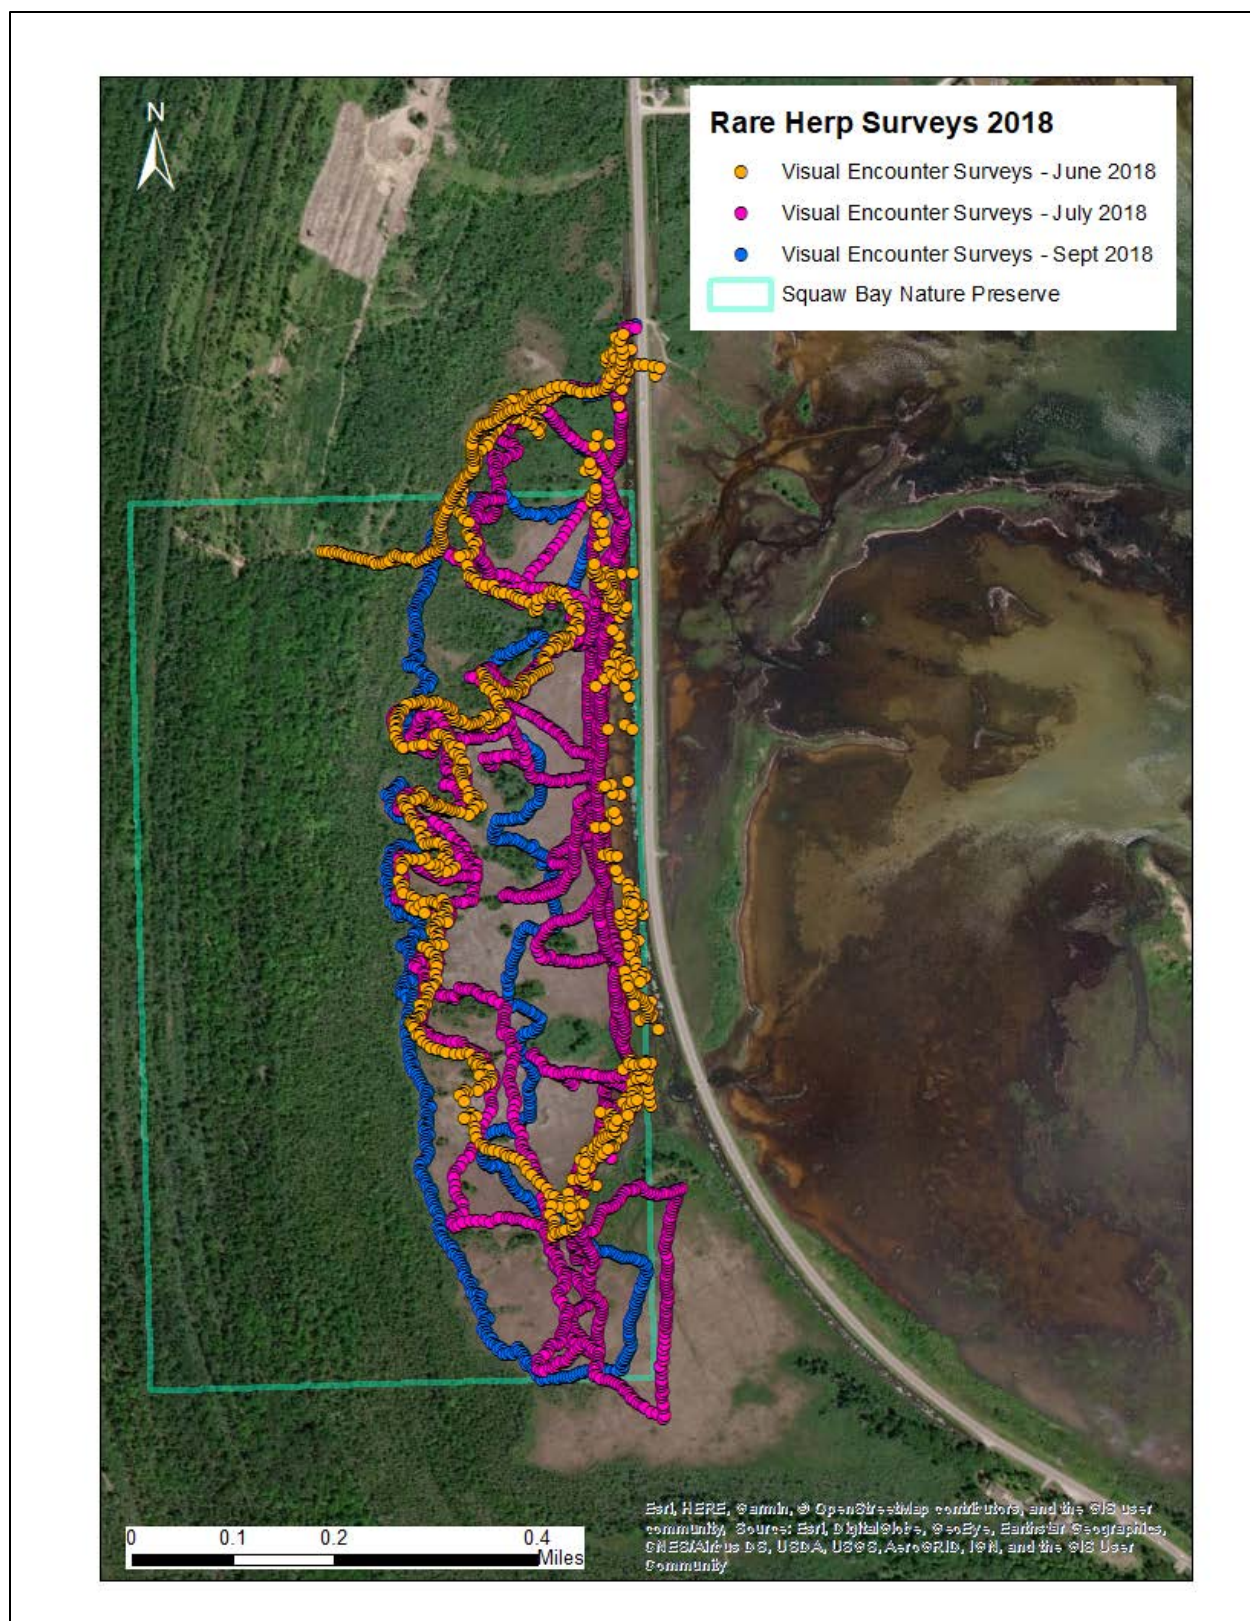 N
Rare Herp Surveys 2018
Visual Encounter Surveys - June 2018
Visual Encounter Surveys - July 2018
Visual Encounter Surveys - Sept 2018
Squaw Bay Nature Preserve
0 0.1 0.2 0.4
Miles
Esri, HERE, Garmin, © OpenStreetMap contributors, and the GIS user
community, Source: Esri, DigitalGlobe, GeoEye, Earthstar Geographics,
CNES/Airbus DS, USDA, USGS, AeroGRID, IGN, and the GIS User
Community